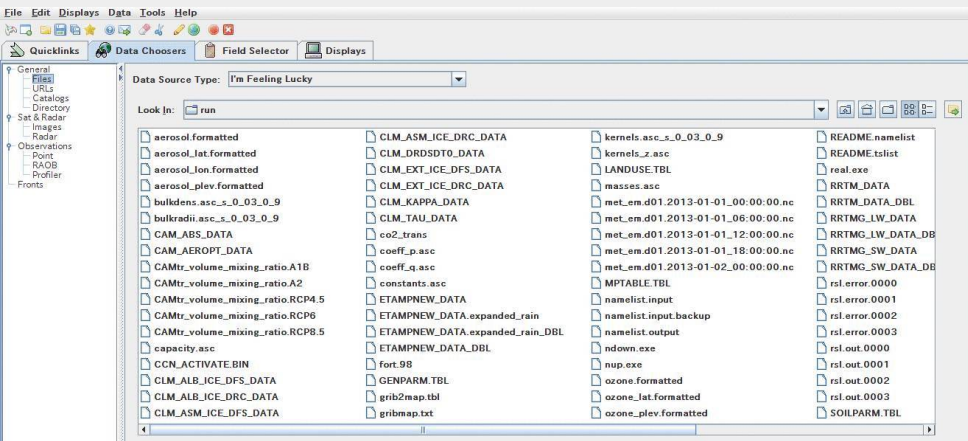 File Edit Displays Data Tools Help
Quicklinks Data Choosers Field Selector Displays
General
Files
URLs
Catalogs
Directory
Sat & Radar
Images
Radar
Observations
Point
RAOB
Profiler
Fronts
Data Source Type: I'm Feeling Lucky
Look In: run
aerosol.formatted
aerosol_lat.formatted
aerosol_lon.formatted
aerosol_plev.formatted
bulkdens.asc_s_0_03_0_9
bulkradii.asc_s_0_03_0_9
CAM_ABS_DATA
CAM_AEROPT_DATA
CAMtr_volume_mixing_ratio.A1B
CAMtr_volume_mixing_ratio.A2
CAMtr_volume_mixing_ratio.RCP4.5
CAMtr_volume_mixing_ratio.RCP6
CAMtr_volume_mixing_ratio.RCP8.5
capacity.asc
CCN_ACTIVATE.BIN
CLM_ALB_ICE_DFS_DATA
CLM_ALB_ICE_DRC_DATA
CLM_ASM_ICE_DFS_DATA
CLM_ASM_ICE_DRC_DATA
CLM_DRDSDT0_DATA
CLM_EXT_ICE_DFS_DATA
CLM_EXT_ICE_DRC_DATA
CLM_KAPPA_DATA
CLM_TAU_DATA
co2_trans
coeff_p.asc
coeff_q.asc
constants.asc
ETAMPNEW_DATA
ETAMPNEW_DATA.expanded_rain
ETAMPNEW_DATA.expanded_rain_DBL
ETAMPNEW_DATA_DBL
fort.98
GENPARM.TBL
grib2map.tbl
gribmap.txt
kernels.asc_s_0_03_0_9
kernels_z.asc
LANDUSE.TBL
masses.asc
met_em.d01.2013-01-01_00:00:00.nc
met_em.d01.2013-01-01_06:00:00.nc
met_em.d01.2013-01-01_12:00:00.nc
met_em.d01.2013-01-01_18:00:00.nc
met_em.d01.2013-01-02_00:00:00.nc
MPTABLE.TBL
namelist.input
namelist.input.backup
namelist.output
ndown.exe
nup.exe
ozone.formatted
ozone_lat.formatted
ozone_plev.formatted
README.namelist
README.tslist
real.exe
RRTM_DATA
RRTM_DATA_DBL
RRTMG_LW_DATA
RRTMG_LW_DATA_DB
RRTMG_SW_DATA
RRTMG_SW_DATA_DB
rsl.error.0000
rsl.error.0001
rsl.error.0002
rsl.error.0003
rsl.out.0000
rsl.out.0001
rsl.out.0002
rsl.out.0003
SOILPARM.TBL